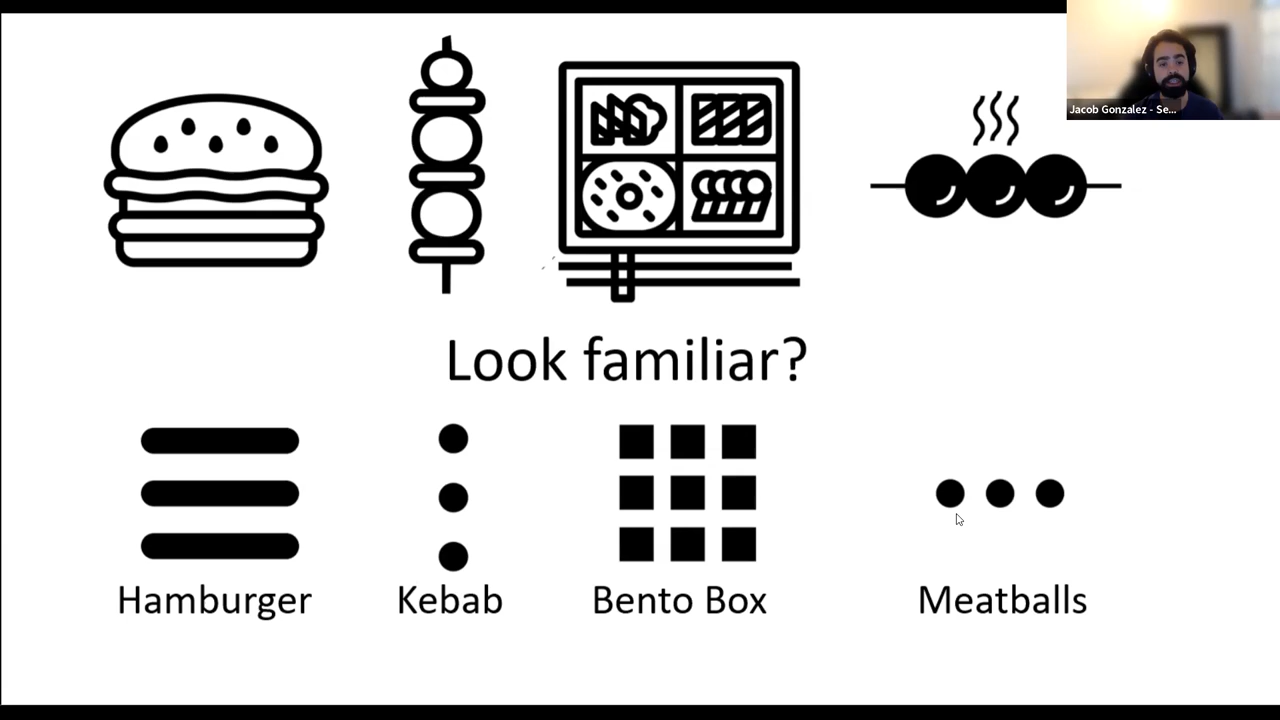 Jacob Gonzalez - Se...
Look familiar?
Hamburger
Kebab
Bento Box
Meatballs